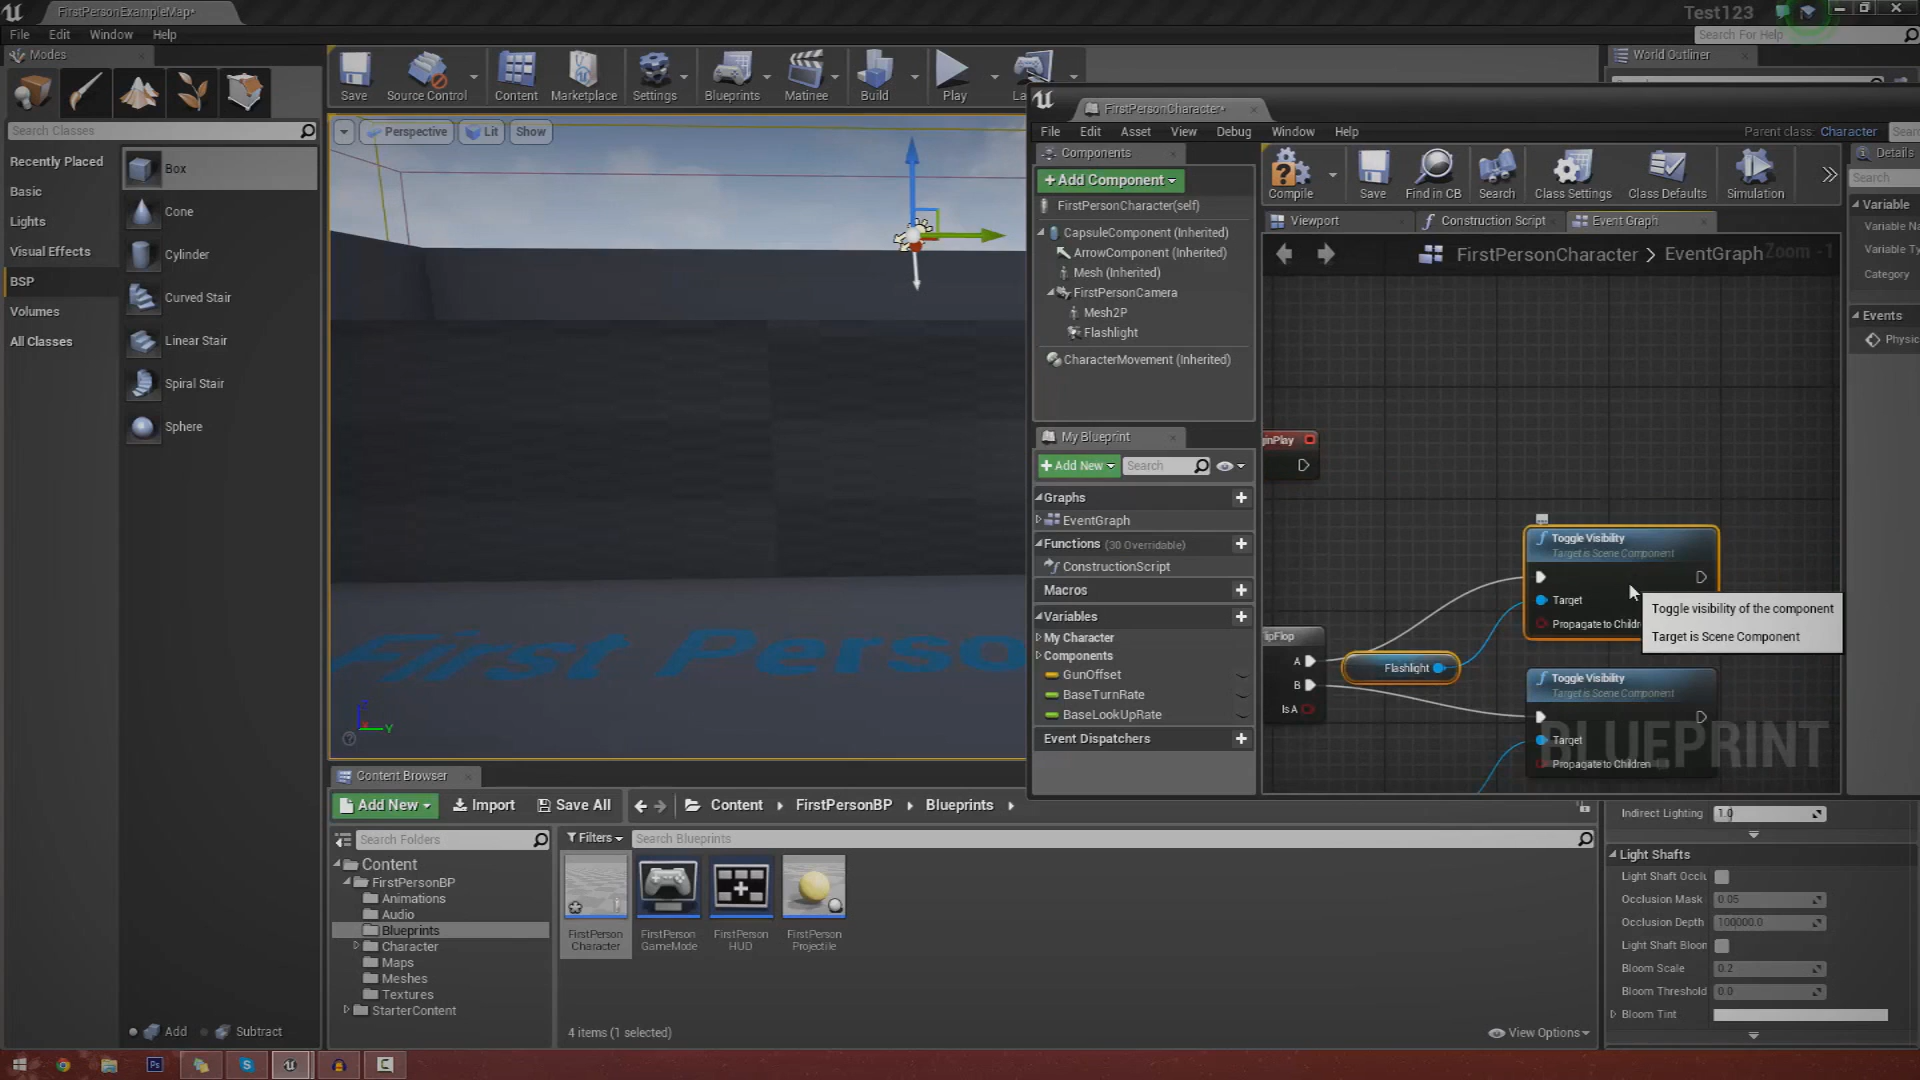 FirstPersonExampleMap*
Test123
File Edit Window Help
Search For Help
Modes
Save
Source Control
Content
Marketplace
Settings
Blueprints
Matinee
Build
Play
World Outliner
Search Classes
Recently Placed
Basic
Lights
Visual Effects
BSP
Volumes
All Classes
Box
Cone
Cylinder
Curved Stair
Linear Stair
Spiral Stair
Sphere
Add
Subtract
Perspective
Lit
Show
First Perso
FirstPersonCharacter*
File Edit Asset View Debug Window Help
Parent class: Character
Components
+ Add Component
FirstPersonCharacter(self)
CapsuleComponent (Inherited)
ArrowComponent (Inherited)
Mesh (Inherited)
FirstPersonCamera
Mesh2P
Flashlight
CharacterMovement (Inherited)
My Blueprint
+ Add New
Search
Graphs
EventGraph
Functions (30 Overridable)
ConstructionScript
Macros
Variables
My Character
Components
GunOffset
BaseTurnRate
BaseLookUpRate
Event Dispatchers
Compile
Save
Find in CB
Search
Class Settings
Class Defaults
Simulation
Viewport
Construction Script
Event Graph
FirstPersonCharacter > EventGraph
Zoom -1
Toggle Visibility
Target is Scene Component
Target
Toggle visibility of the component
Target is Scene Component
A
B
Is A
Flashlight
Toggle Visibility
Target is Scene Component
Target
Propagate to Children
BLUEPRINT
Details
Search
Variable
Category
Events
Content Browser
Add New
Import
Save All
Content
FirstPersonBP
Blueprints
Search Folders
Filters
Search Blueprints
Content
FirstPersonBP
Animations
Audio
Blueprints
Character
Maps
Meshes
Textures
StarterContent
FirstPerson
Character
FirstPerson
GameMode
FirstPerson
HUD
FirstPerson
Projectile
4 items (1 selected)
View Options
Indirect Lighting
1.0
Light Shafts
Light Shaft Occlu
Occlusion Mask
0.05
Occlusion Depth
100000.0
Light Shaft Bloom
Bloom Scale
0.2
Bloom Threshold
0.0
Bloom Tint